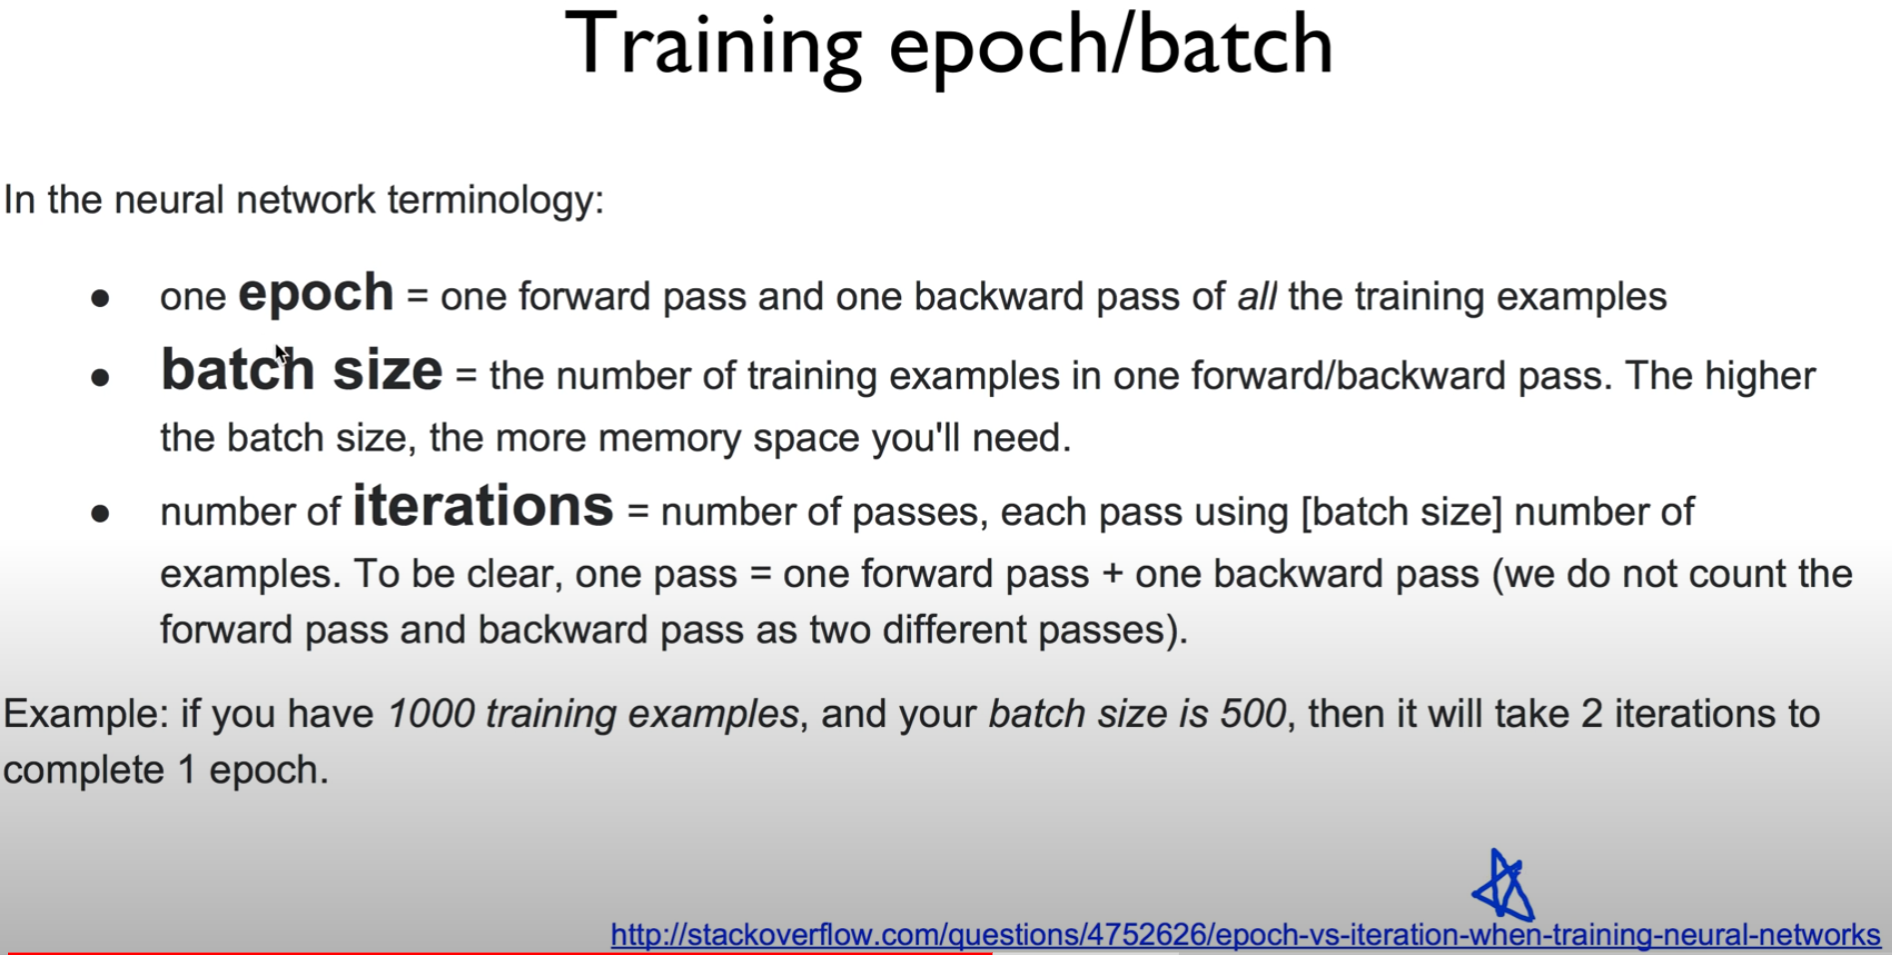 Training epoch/batch
In the neural network terminology:
● one epoch = one forward pass and one backward pass of all the training examples
● batch size = the number of training examples in one forward/backward pass. The higher
the batch size, the more memory space you'll need.
● number of iterations = number of passes, each pass using [batch size] number of
examples. To be clear, one pass = one forward pass + one backward pass (we do not count the
forward pass and backward pass as two different passes).
Example: if you have 1000 training examples, and your batch size is 500, then it will take 2 iterations to
complete 1 epoch.
http://stackoverflow.com/questions/4752626/epoch-vs-iteration-when-training-neural-networks